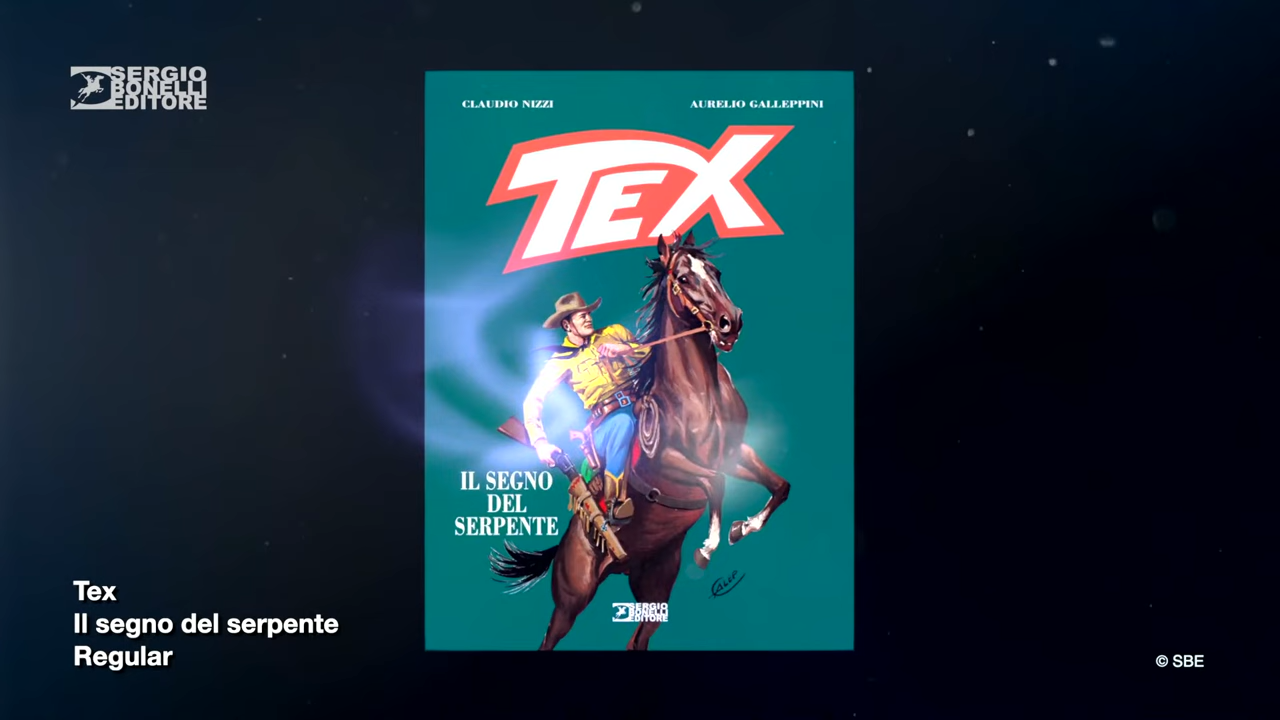 SERGIO
BONELLI
EDITORE
CLAUDIO NIZZI
AURELIO GALLEPPINI
TEX
IL SEGNO
DEL
SERPENTE
GALEP
SERGIO
BONELLI
EDITORE
Tex
Il segno del serpente
Regular
© SBE